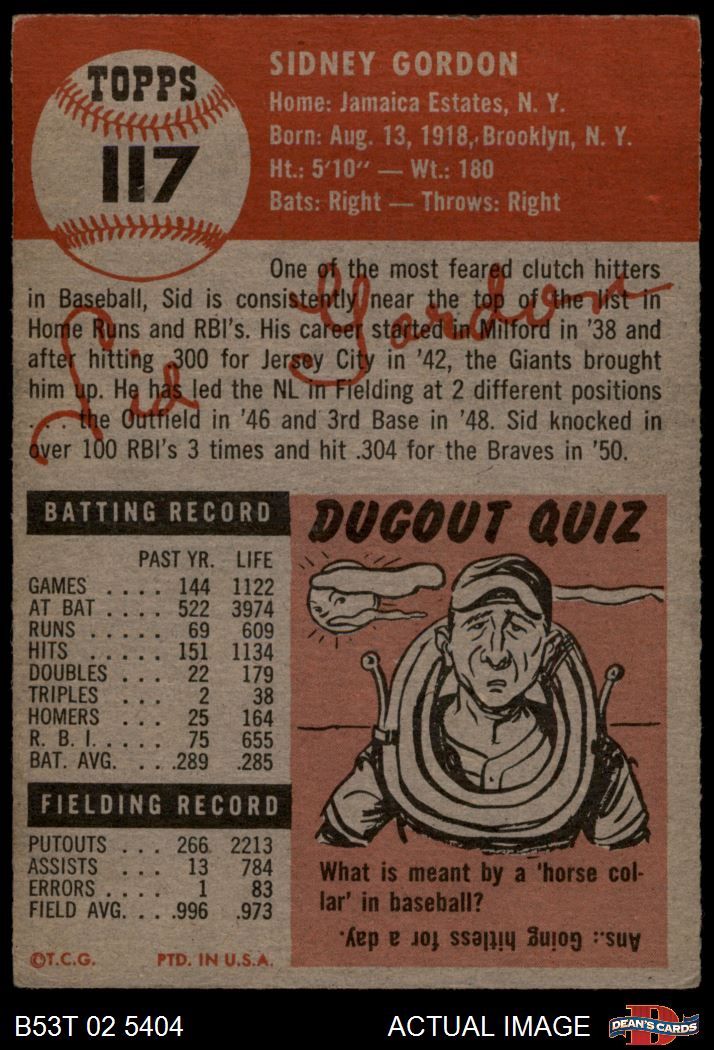 TOPPS
117
SIDNEY GORDON
Home: Jamaica Estates, N. Y.
Born: Aug. 13, 1918, Brooklyn, N. Y.
Ht.: 5'10" — Wt.: 180
Bats: Right — Throws: Right
One of the most feared clutch hitters
in Baseball, Sid is consistently near the top of the list in
Home Runs and RBI's. His career started in Milford in '38 and
after hitting .300 for Jersey City in '42, the Giants brought
him up. He has led the NL in Fielding at 2 different positions
. . . the Outfield in '46 and 3rd Base in '48. Sid knocked in
over 100 RBI's 3 times and hit .304 for the Braves in '50.
Sid Gordon
BATTING RECORD
PAST YR. LIFE
GAMES . . . . 144 1122
AT BAT . . . . 522 3974
RUNS . . . . . 69 609
HITS . . . . . 151 1134
DOUBLES . . . 22 179
TRIPLES . . . 2 38
HOMERS . . . 25 164
R. B. I. . . . . 75 655
BAT. AVG. . . .289 .285
FIELDING RECORD
PUTOUTS . . . 266 2213
ASSISTS . . . 13 784
ERRORS . . . . 1 83
FIELD AVG. . . .996 .973
©T.C.G. PTD. IN U.S.A.
DUGOUT QUIZ
What is meant by a 'horse col-
lar' in baseball?
Ans.: Going hitless for a day.
B53T 02 5404 ACTUAL IMAGE
D
DEAN'S CARDS